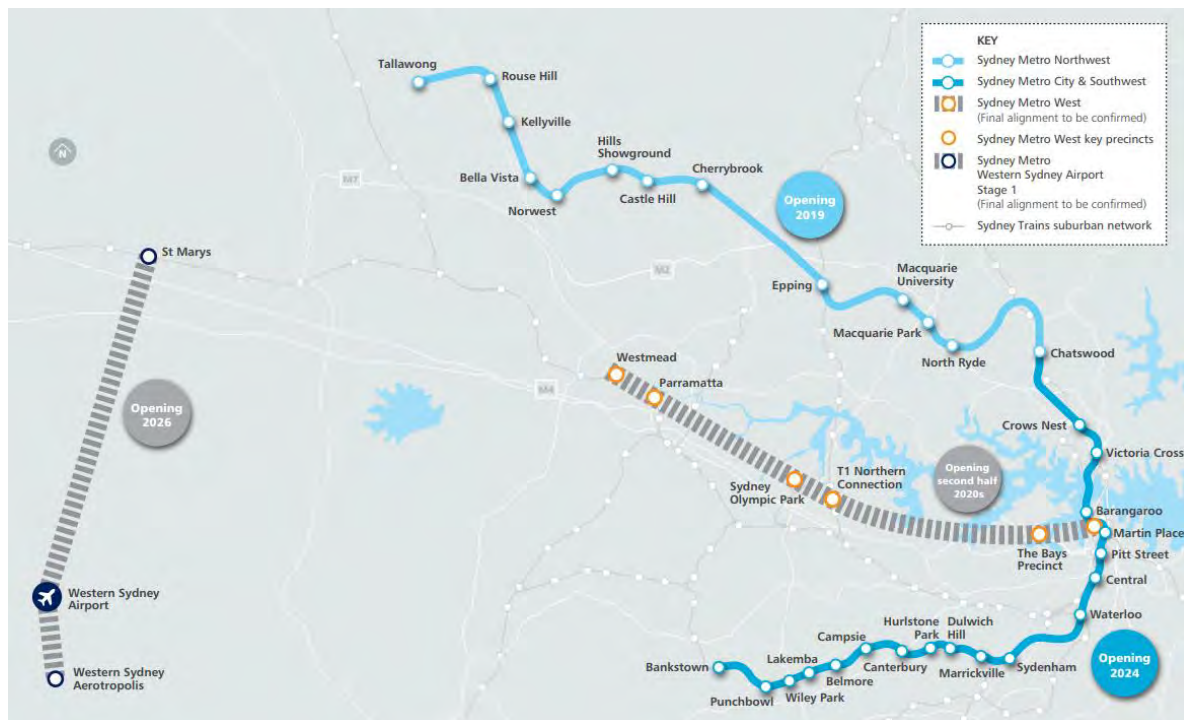 KEY
Sydney Metro Northwest
Sydney Metro City & Southwest
Sydney Metro West
(Final alignment to be confirmed)
Sydney Metro West key precincts
Sydney Metro
Western Sydney Airport
Stage 1
(Final alignment to be confirmed)
Sydney Trains suburban network
Tallawong
Rouse Hill
Kellyville
N
Hills
Showground
Cherrybrook
Bella Vista
M7
Norwest
Castle Hill
Opening
2019
St Marys
M2
Macquarie
University
Epping
Macquarie Park
North Ryde
Chatswood
Westmead
Parramatta
M4
Opening
2026
Crows Nest
Victoria Cross
T1 Northern
Connection
Opening
second half
2020s
Sydney
Olympic Park
Barangaroo
Martin Place
The Bays
Precinct
Pitt Street
Central
Western Sydney
Airport
Waterloo
Hurlstone
Park
Dulwich
Hill
Campsie
Lakemba
Bankstown
Canterbury
Belmore
Marrickville
Sydenham
Opening
2024
Western Sydney
Aerotropolis
Punchbowl
Wiley Park